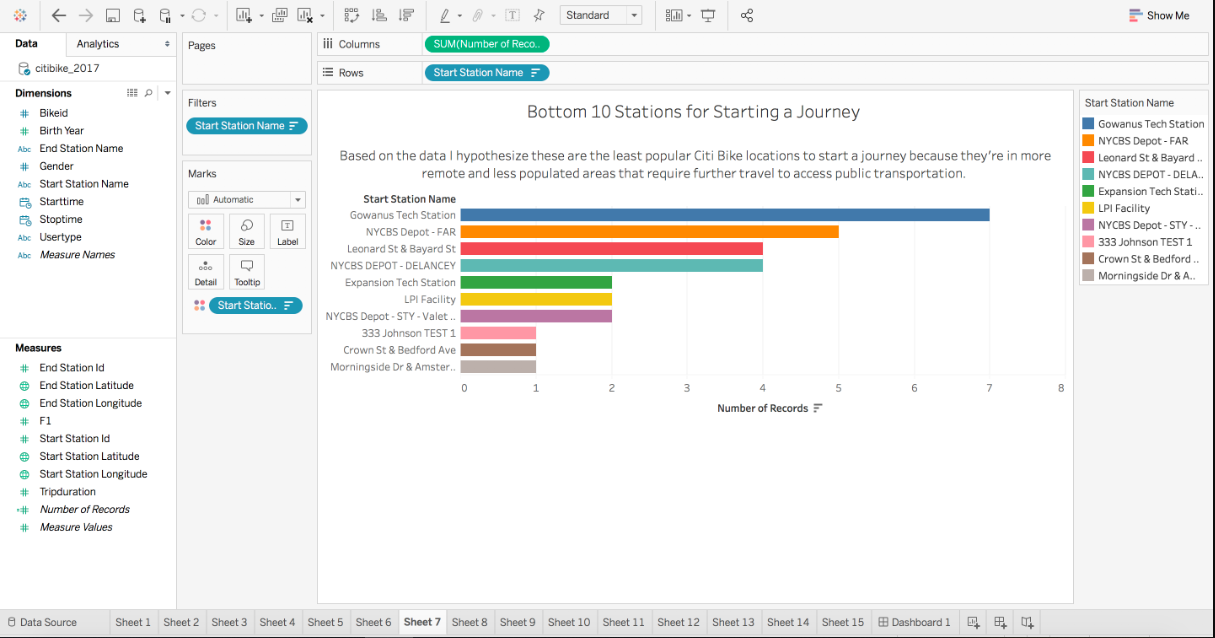 Standard
Show Me
Data
Analytics
Pages
Columns
SUM(Number of Reco..
citibike_2017
Rows
Start Station Name
Dimensions
Bikeid
Birth Year
Abc End Station Name
Gender
Abc Start Station Name
Starttime
Stoptime
Abc Usertype
Abc Measure Names
Measures
End Station Id
End Station Latitude
End Station Longitude
F1
Start Station Id
Start Station Latitude
Start Station Longitude
Tripduration
Number of Records
Measure Values
Filters
Start Station Name
Marks
Automatic
Color
Size
T
Label
Detail
Tooltip
Start Statio..
Bottom 10 Stations for Starting a Journey
Based on the data I hypothesize these are the least popular Citi Bike locations to start a journey because they're in more
remote and less populated areas that require further travel to access public transportation.
Start Station Name
Gowanus Tech Station
NYCBS Depot - FAR
Leonard St & Bayard St
NYCBS DEPOT - DELANCEY
Expansion Tech Station
LPI Facility
NYCBS Depot - STY - Valet ..
333 Johnson TEST 1
Crown St & Bedford Ave
Morningside Dr & Amster..
0 1 2 3 4 5 6 7 8
Number of Records
Start Station Name
Gowanus Tech Station
NYCBS Depot - FAR
Leonard St & Bayard ..
NYCBS DEPOT - DELA..
Expansion Tech Stati..
LPI Facility
NYCBS Depot - STY - ..
333 Johnson TEST 1
Crown St & Bedford ..
Morningside Dr & A..
Data Source
Sheet 1
Sheet 2
Sheet 3
Sheet 4
Sheet 5
Sheet 6
Sheet 7
Sheet 8
Sheet 9
Sheet 10
Sheet 11
Sheet 12
Sheet 13
Sheet 14
Sheet 15
Dashboard 1